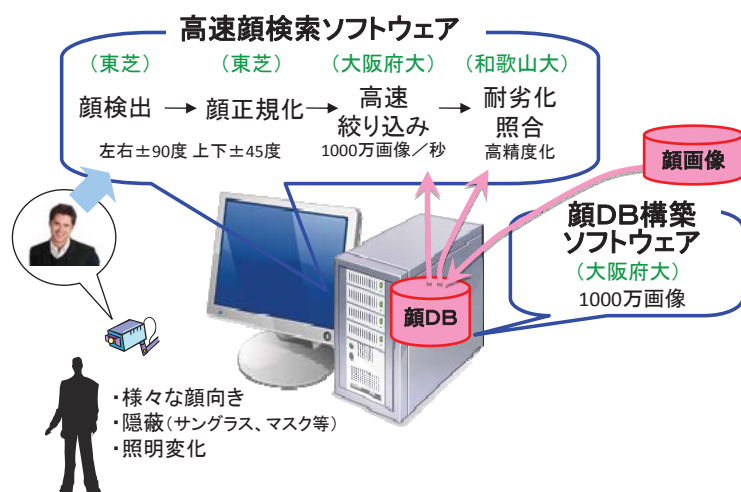 高速顔検索ソフトウェア
(東芝) (東芝) (大阪府大) (和歌山大)
顔検出 → 顔正規化 → 高速 → 耐劣化
絞り込み 照合
左右±90度 上下±45度 1000万画像/秒 高精度化
顔画像
顔DB構築
ソフトウェア
(大阪府大)
1000万画像
顔DB
・様々な顔向き
・隠蔽(サングラス、マスク等)
・照明変化